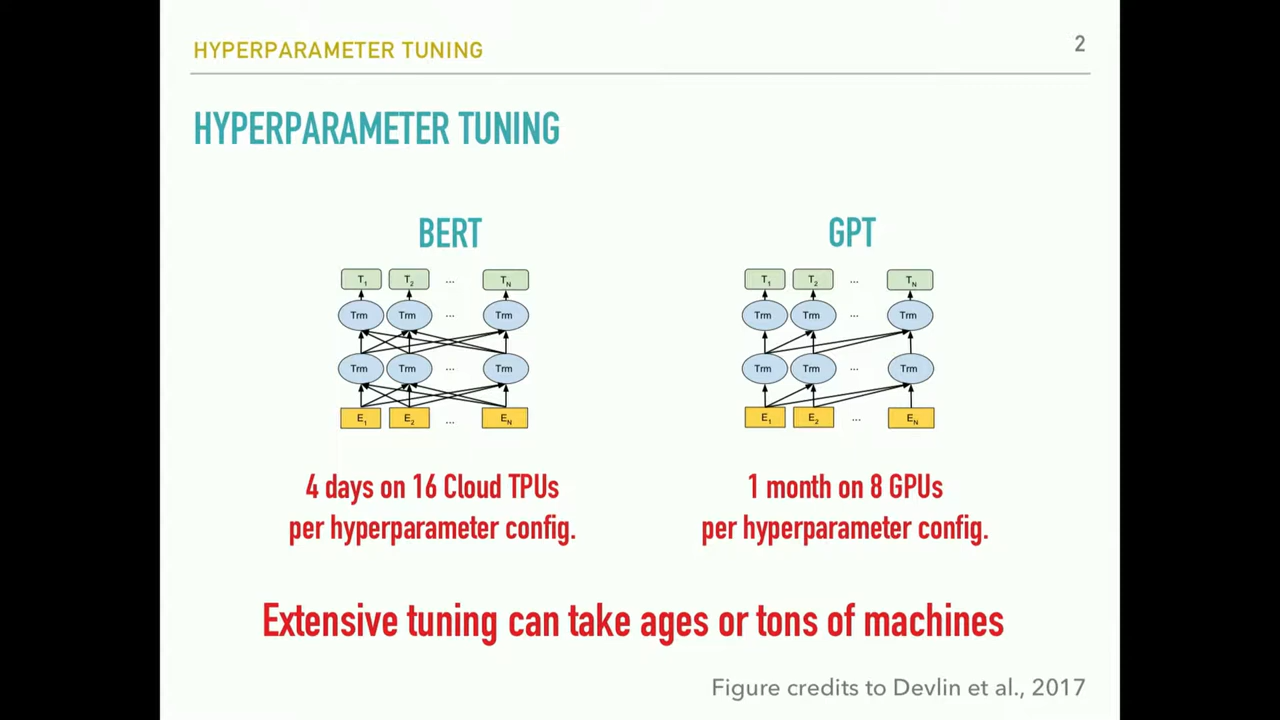 HYPERPARAMETER TUNING 2
HYPERPARAMETER TUNING
BERT GPT
T1 T2 ... TN T1 T2 ... TN
Trm Trm ... Trm Trm Trm ... Trm
Trm Trm ... Trm Trm Trm ... Trm
E1 E2 ... EN E1 E2 ... EN
4 days on 16 Cloud TPUs 1 month on 8 GPUs
per hyperparameter config. per hyperparameter config.
Extensive tuning can take ages or tons of machines
Figure credits to Devlin et al., 2017